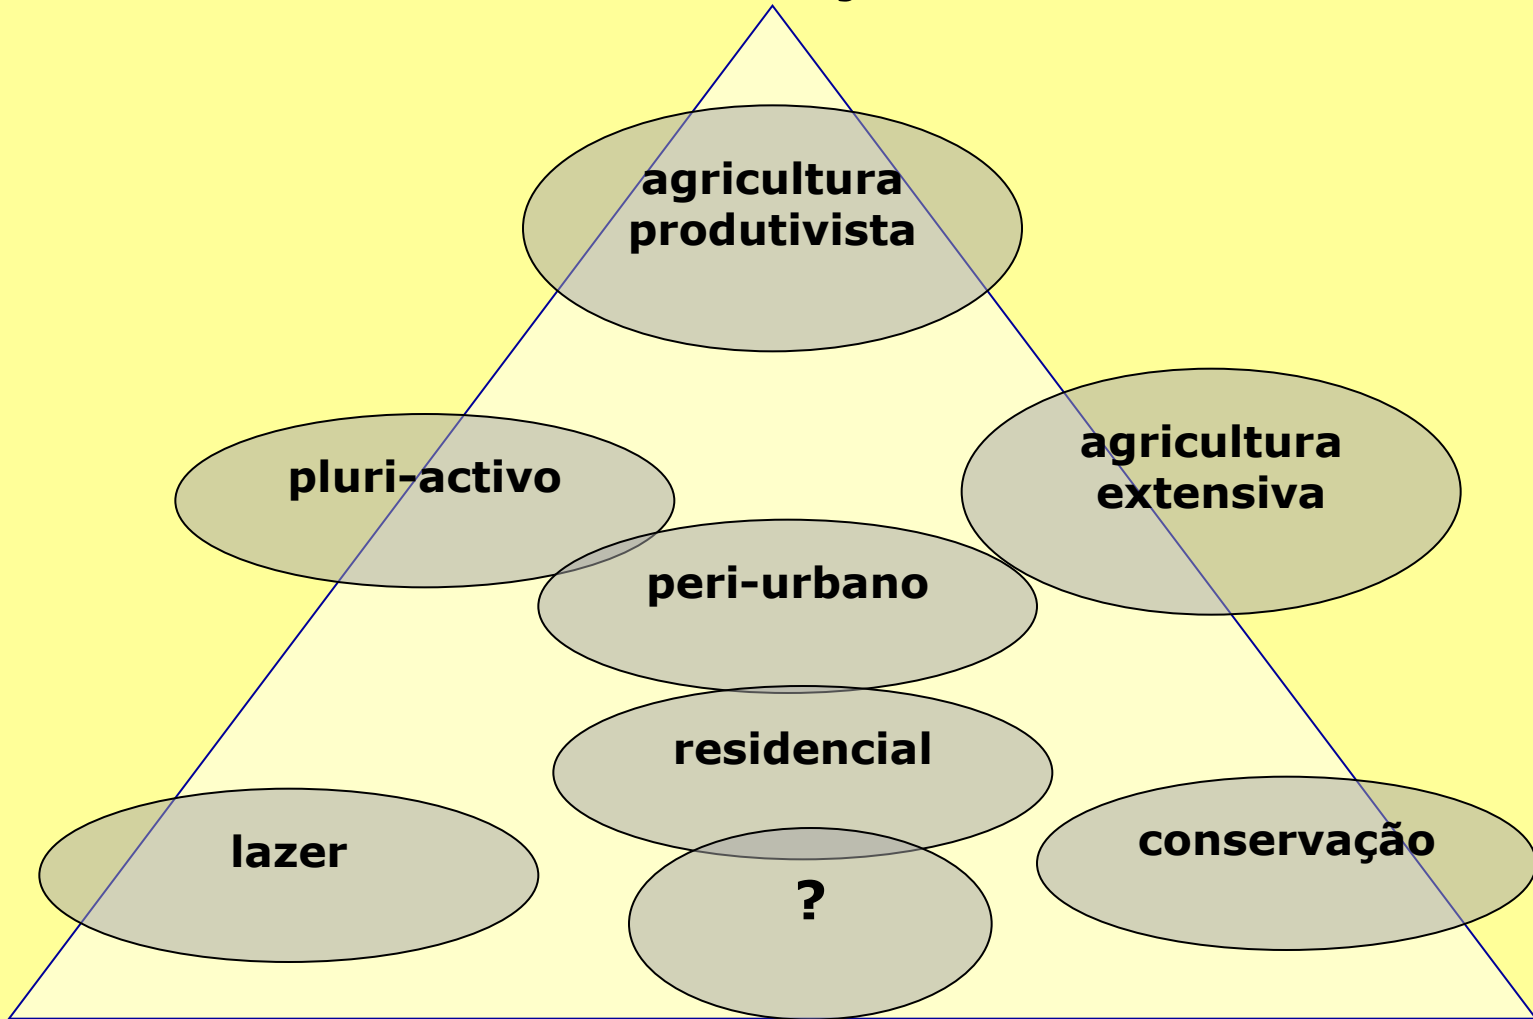 agricultura
produtivista
pluri-activo
agricultura
extensiva
peri-urbano
residencial
lazer
conservação
?